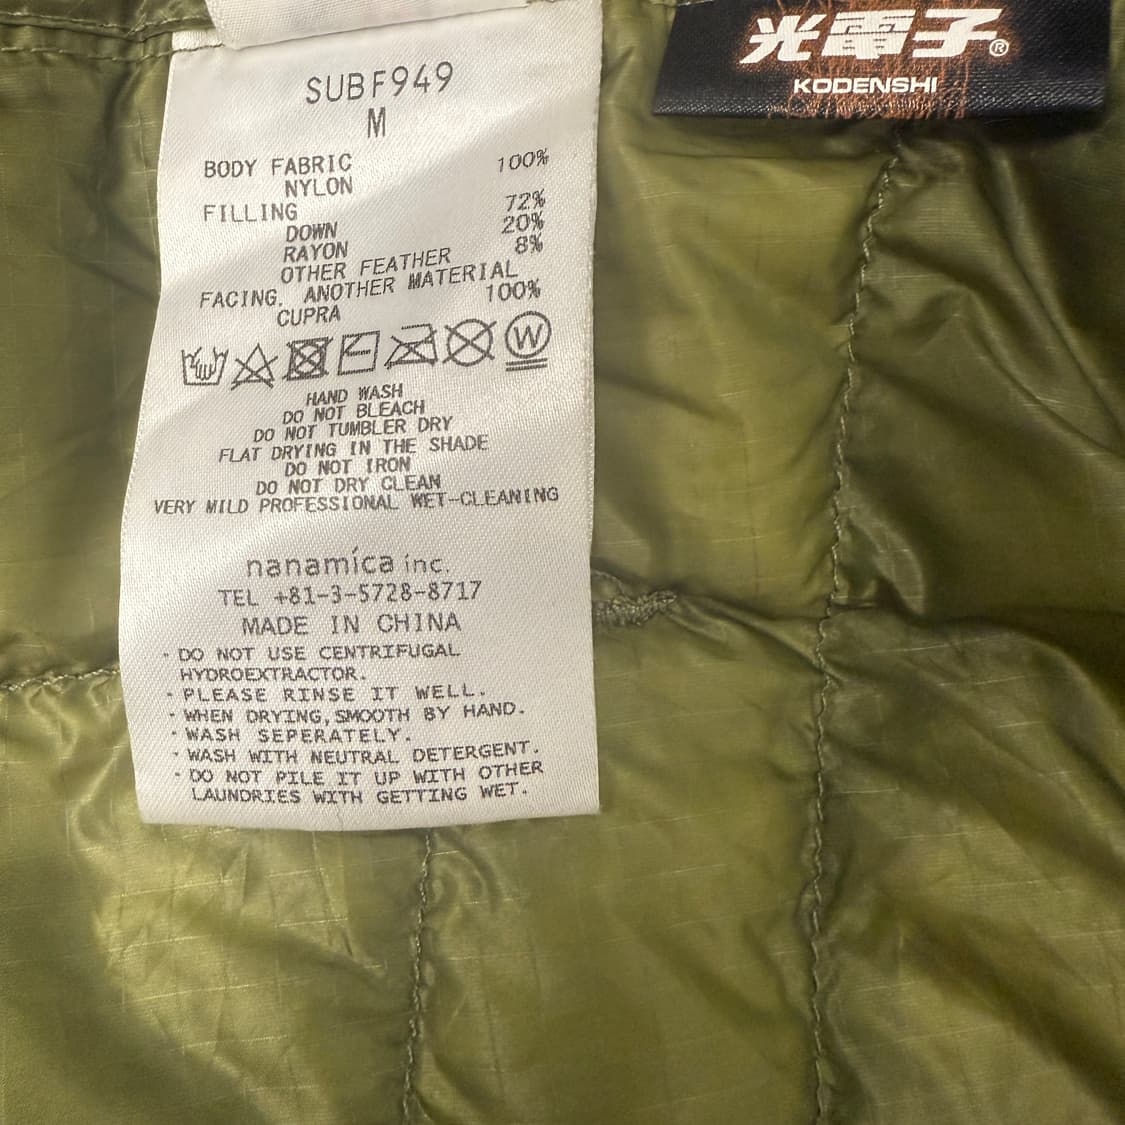 SUBF949
M
BODY FABRIC
NYLON 100%
FILLING
DOWN 72%
RAYON 20%
OTHER FEATHER 8%
FACING, ANOTHER MATERIAL
CUPRA 100%
W
HAND WASH
DO NOT BLEACH
DO NOT TUMBLER DRY
FLAT DRYING IN THE SHADE
DO NOT IRON
DO NOT DRY CLEAN
VERY MILD PROFESSIONAL WET-CLEANING
nanamíca inc.
TEL +81-3-5728-8717
MADE IN CHINA
・DO NOT USE CENTRIFUGAL
HYDROEXTRACTOR.
・PLEASE RINSE IT WELL.
・WHEN DRYING,SMOOTH BY HAND.
・WASH SEPERATELY.
・WASH WITH NEUTRAL DETERGENT.
・DO NOT PILE IT UP WITH OTHER
LAUNDRIES WITH GETTING WET.
光電子®
KODENSHI